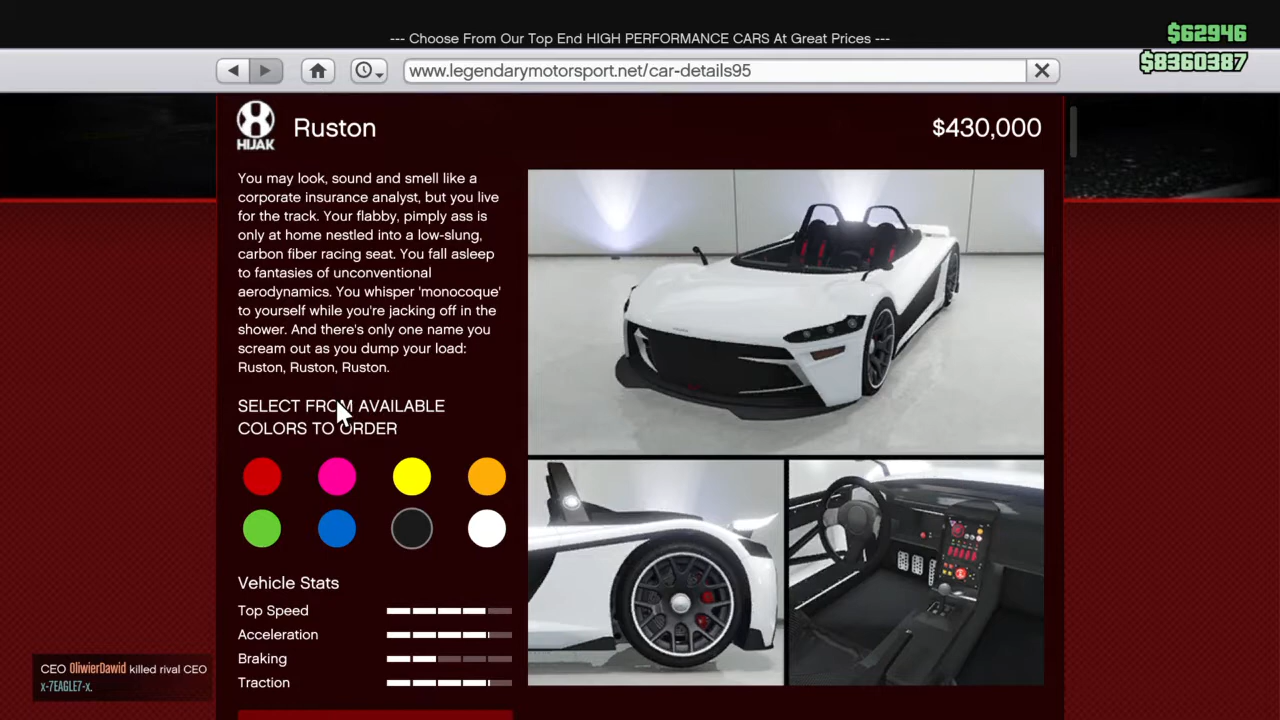 --- Choose From Our Top End HIGH PERFORMANCE CARS At Great Prices ---
$62946
$8360387
www.legendarymotorsport.net/car-details95
HIJAK
Ruston
$430,000
You may look, sound and smell like a
corporate insurance analyst, but you live
for the track. Your flabby, pimply ass is
only at home nestled into a low-slung,
carbon fiber racing seat. You fall asleep
to fantasies of unconventional
aerodynamics. You whisper 'monocoque'
to yourself while you're jacking off in the
shower. And there's only one name you
scream out as you dump your load:
Ruston, Ruston, Ruston.
SELECT FROM AVAILABLE
COLORS TO ORDER
Vehicle Stats
Top Speed
Acceleration
Braking
Traction
CEO OliwierDawid killed rival CEO
x-7EAGLE7-x.